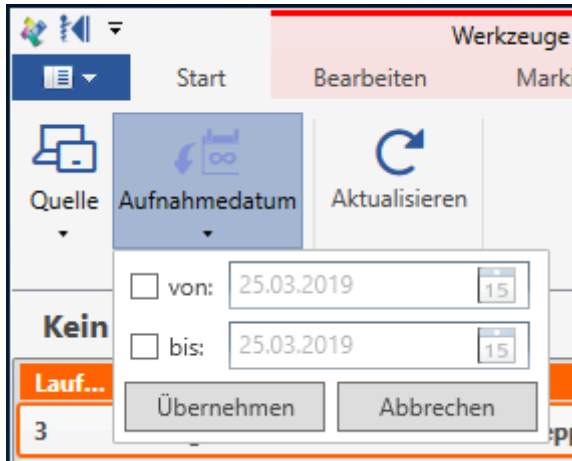 Werkzeuge
Start Bearbeiten Marki
Quelle Aufnahmedatum Aktualisieren
von: 25.03.2019 15
bis: 25.03.2019 15
Kein
Übernehmen Abbrechen
Lauf...
3